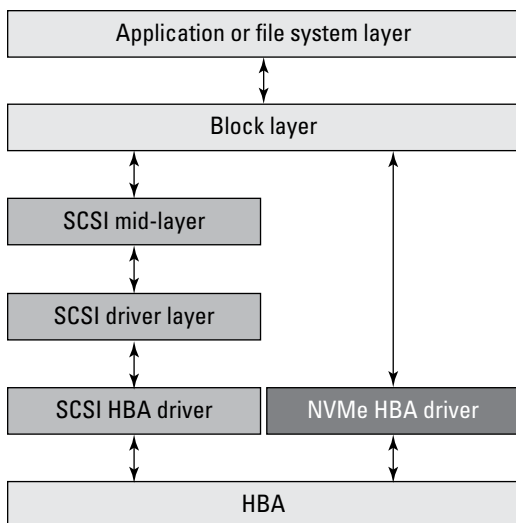 Application or file system layer
Block layer
SCSI mid-layer
SCSI driver layer
SCSI HBA driver
NVMe HBA driver
HBA